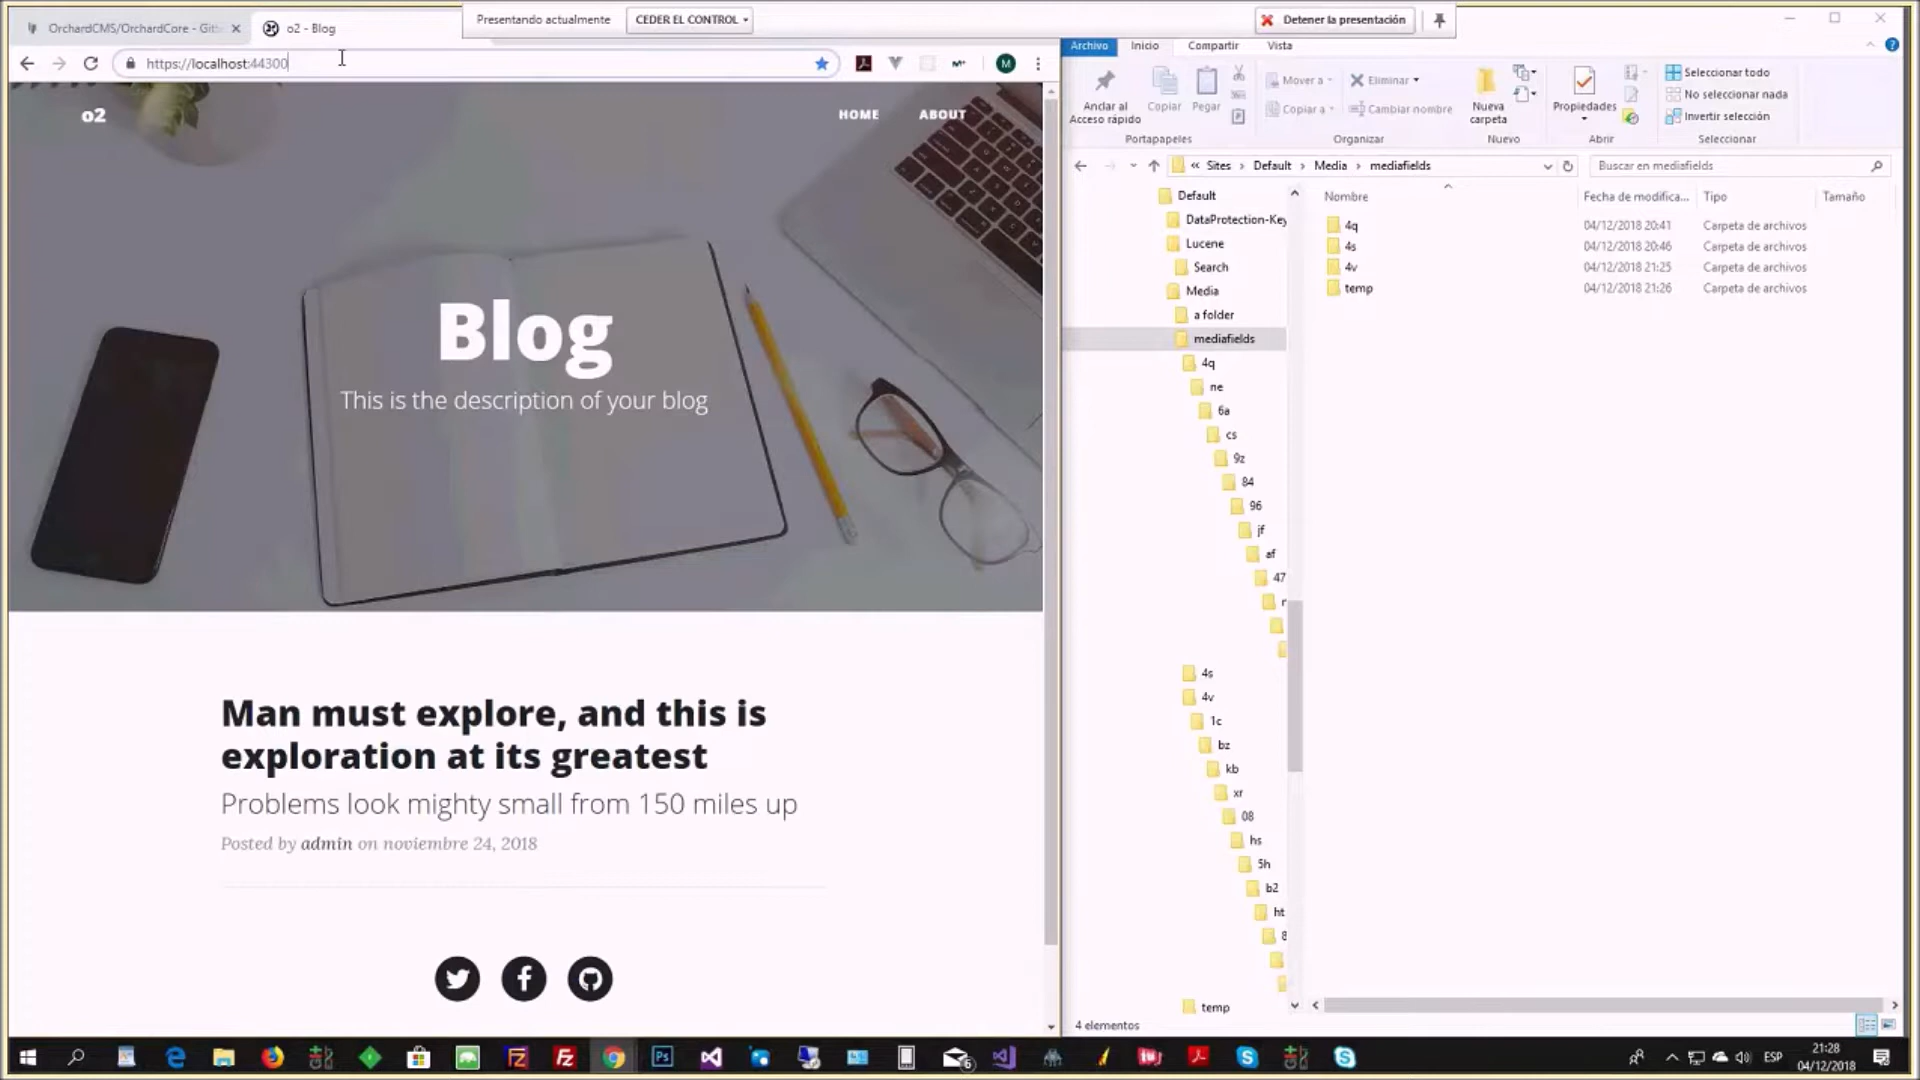 OrchardCMS/OrchardCore - Gitt
o2 - Blog
Presentando actualmente
CEDER EL CONTROL
Detener la presentación
https://localhost:44300
M
o2
HOME
ABOUT
Blog
This is the description of your blog
Man must explore, and this is
exploration at its greatest
Problems look mighty small from 150 miles up
Posted by admin on noviembre 24, 2018
Archivo
Inicio
Compartir
Vista
Anclar al
Acceso rápido
Copiar
Pegar
Mover a
Copiar a
Eliminar
Cambiar nombre
Nueva
carpeta
Propiedades
Seleccionar todo
No seleccionar nada
Invertir selección
Portapapeles
Organizar
Nuevo
Abrir
Seleccionar
« Sites > Default > Media > mediafields
Buscar en mediafields
Default
DataProtection-Key
Lucene
Search
Media
a folder
mediafields
4q
ne
6a
cs
9z
84
96
jf
af
47
r
4s
4v
1c
bz
kb
xr
08
hs
5h
b2
ht
8
temp
Nombre
Fecha de modifica...
Tipo
Tamaño
4q 04/12/2018 20:41 Carpeta de archivos
4s 04/12/2018 20:46 Carpeta de archivos
4v 04/12/2018 21:25 Carpeta de archivos
temp 04/12/2018 21:26 Carpeta de archivos
4 elementos
ESP
21:28
04/12/2018